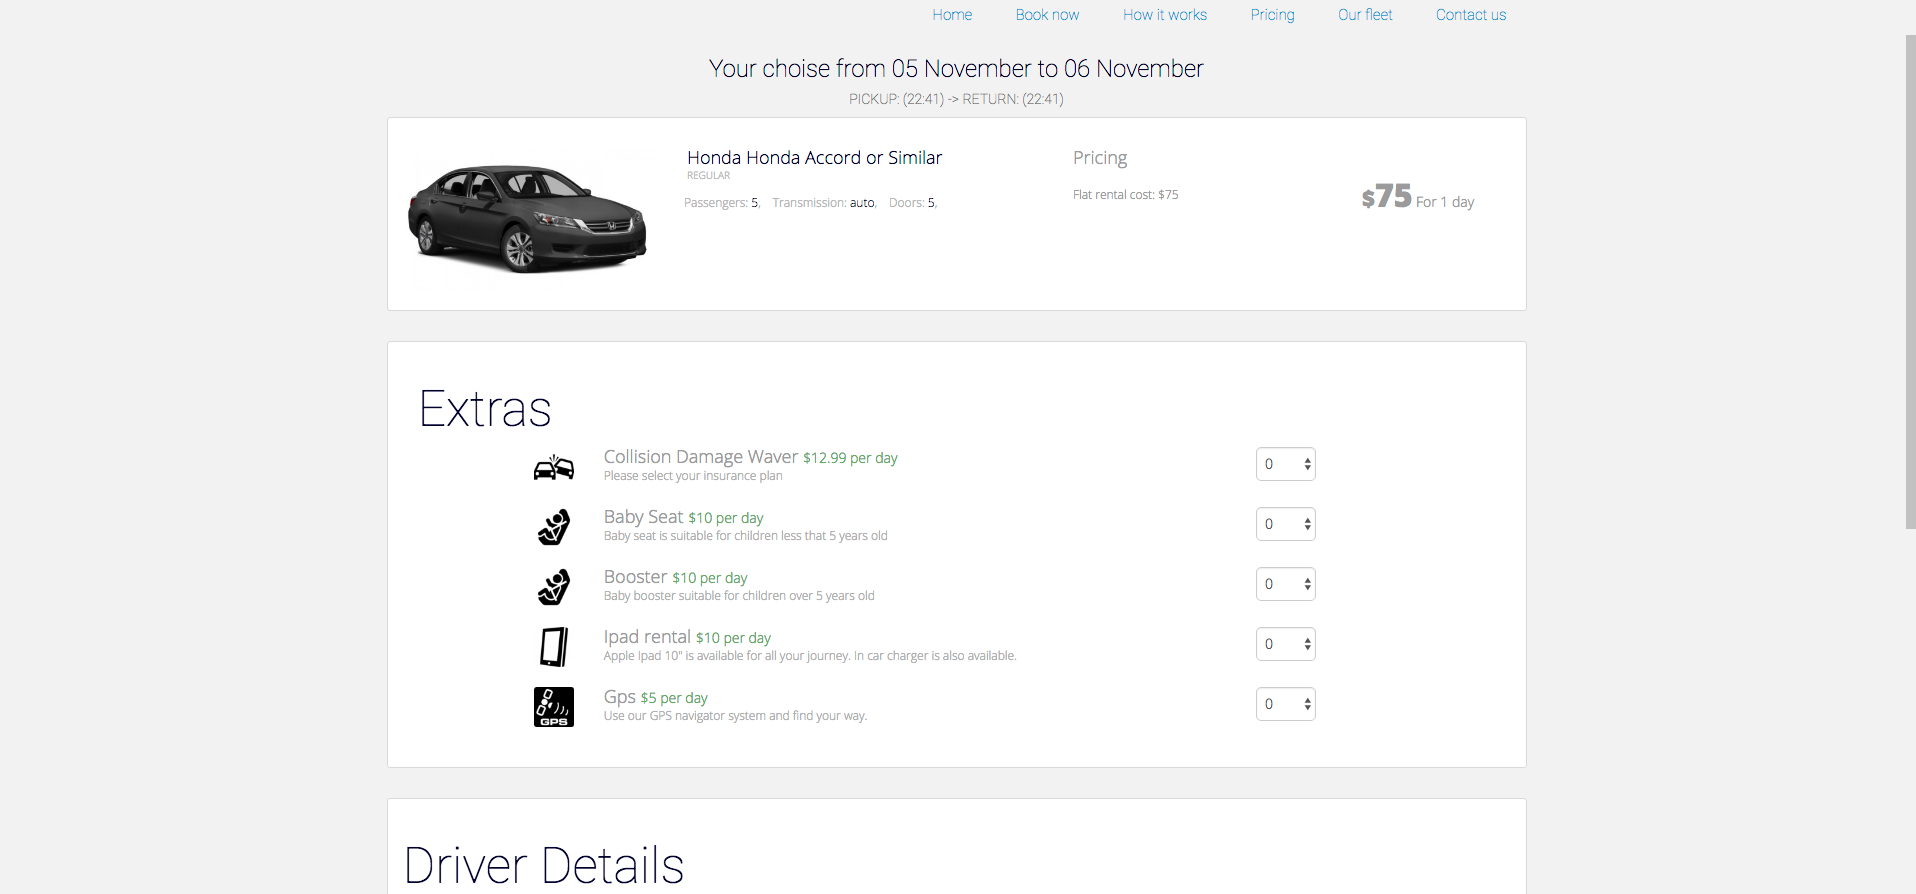 Home Book now How it works Pricing Our fleet Contact us
Your choise from 05 November to 06 November
PICKUP: (22:41) -> RETURN: (22:41)
Honda Honda Accord or Similar
REGULAR
Passengers: 5, Transmission: auto, Doors: 5,
Pricing
Flat rental cost: $75
$75 For 1 day
Extras
Collision Damage Waver $12.99 per day
Please select your insurance plan
0
Baby Seat $10 per day
Baby seat is suitable for children less that 5 years old
0
Booster $10 per day
Baby booster suitable for children over 5 years old
0
Ipad rental $10 per day
Apple Ipad 10" is available for all your journey. In car charger is also available.
0
GPS
Gps $5 per day
Use our GPS navigator system and find your way.
0
Driver Details